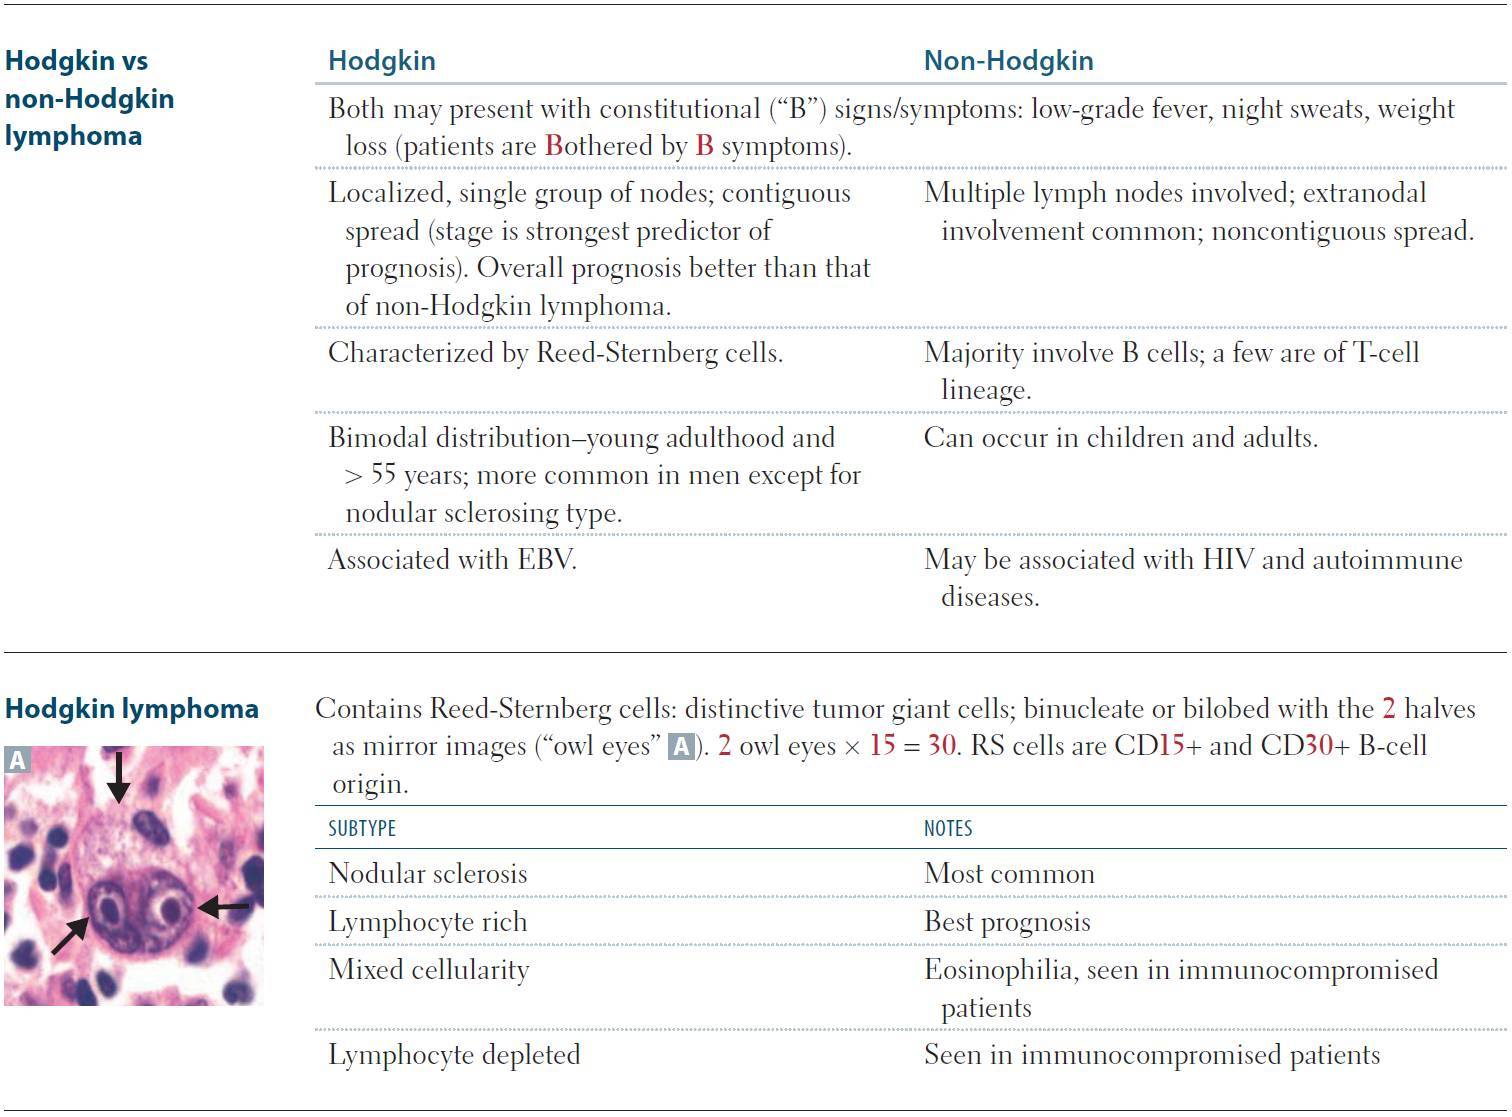 Hodgkin vs
non-Hodgkin
lymphoma
Hodgkin
Non-Hodgkin
Both may present with constitutional (“B”) signs/symptoms: low-grade fever, night sweats, weight
loss (patients are Bothered by B symptoms).
Localized, single group of nodes; contiguous
spread (stage is strongest predictor of
prognosis). Overall prognosis better than that
of non-Hodgkin lymphoma.
Multiple lymph nodes involved; extranodal
involvement common; noncontiguous spread.
Characterized by Reed-Sternberg cells.
Majority involve B cells; a few are of T-cell
lineage.
Bimodal distribution–young adulthood and
> 55 years; more common in men except for
nodular sclerosing type.
Can occur in children and adults.
Associated with EBV.
May be associated with HIV and autoimmune
diseases.
Hodgkin lymphoma
A
Contains Reed-Sternberg cells: distinctive tumor giant cells; binucleate or bilobed with the 2 halves
as mirror images (“owl eyes” A). 2 owl eyes × 15 = 30. RS cells are CD15+ and CD30+ B-cell
origin.
SUBTYPE
NOTES
Nodular sclerosis
Most common
Lymphocyte rich
Best prognosis
Mixed cellularity
Eosinophilia, seen in immunocompromised
patients
Lymphocyte depleted
Seen in immunocompromised patients